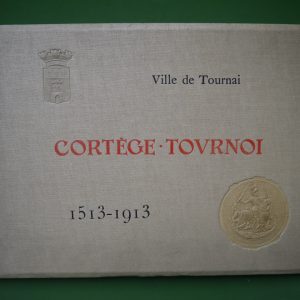 Ville de Tournai
CORTÈGE · TOVRNOI
1513-1913